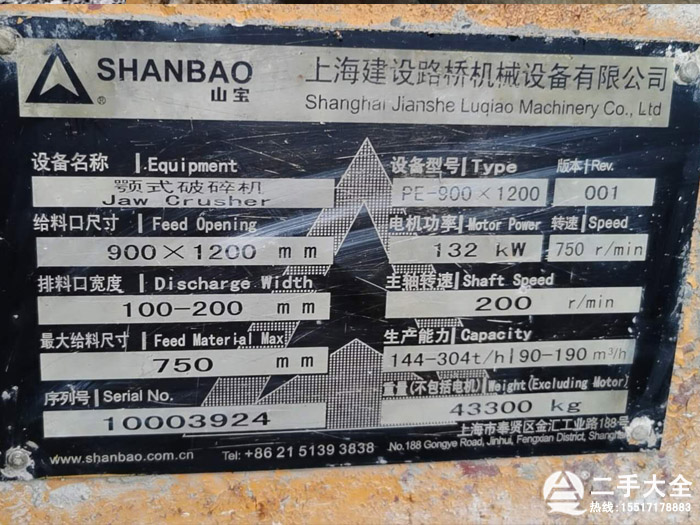 SHANBAO
山宝
®
上海建设路桥机械设备有限公司
Shanghai Jianshe Luqiao Machinery Co., Ltd
设备名称 | Equipment
颚式破碎机
Jaw Crusher
设备型号 | Type
PE-900×1200
版本 | Rev.
001
给料口尺寸 | Feed Opening
900×1200 mm
电机功率 | Motor Power
132 kW
转速 | Speed
750 r/min
排料口宽度 | Discharge Width
100-200 mm
主轴转速 | Shaft Speed
200 r/min
最大给料尺寸 | Feed Material Max
750 mm
生产能力 | Capacity
144-304t/h | 90-190 m³/h
序列号 | Serial No.
10003924
重量(不包括电机) | Weight(Excluding Motor)
43300 kg
www.shanbao.com.cn
Tel: +86 21 5139 3838
上海市奉贤区金汇工业路188号
No.188 Gongye Road, Jinhui, Fengxian District, Shanghai
二手大全
热线: 15517178883